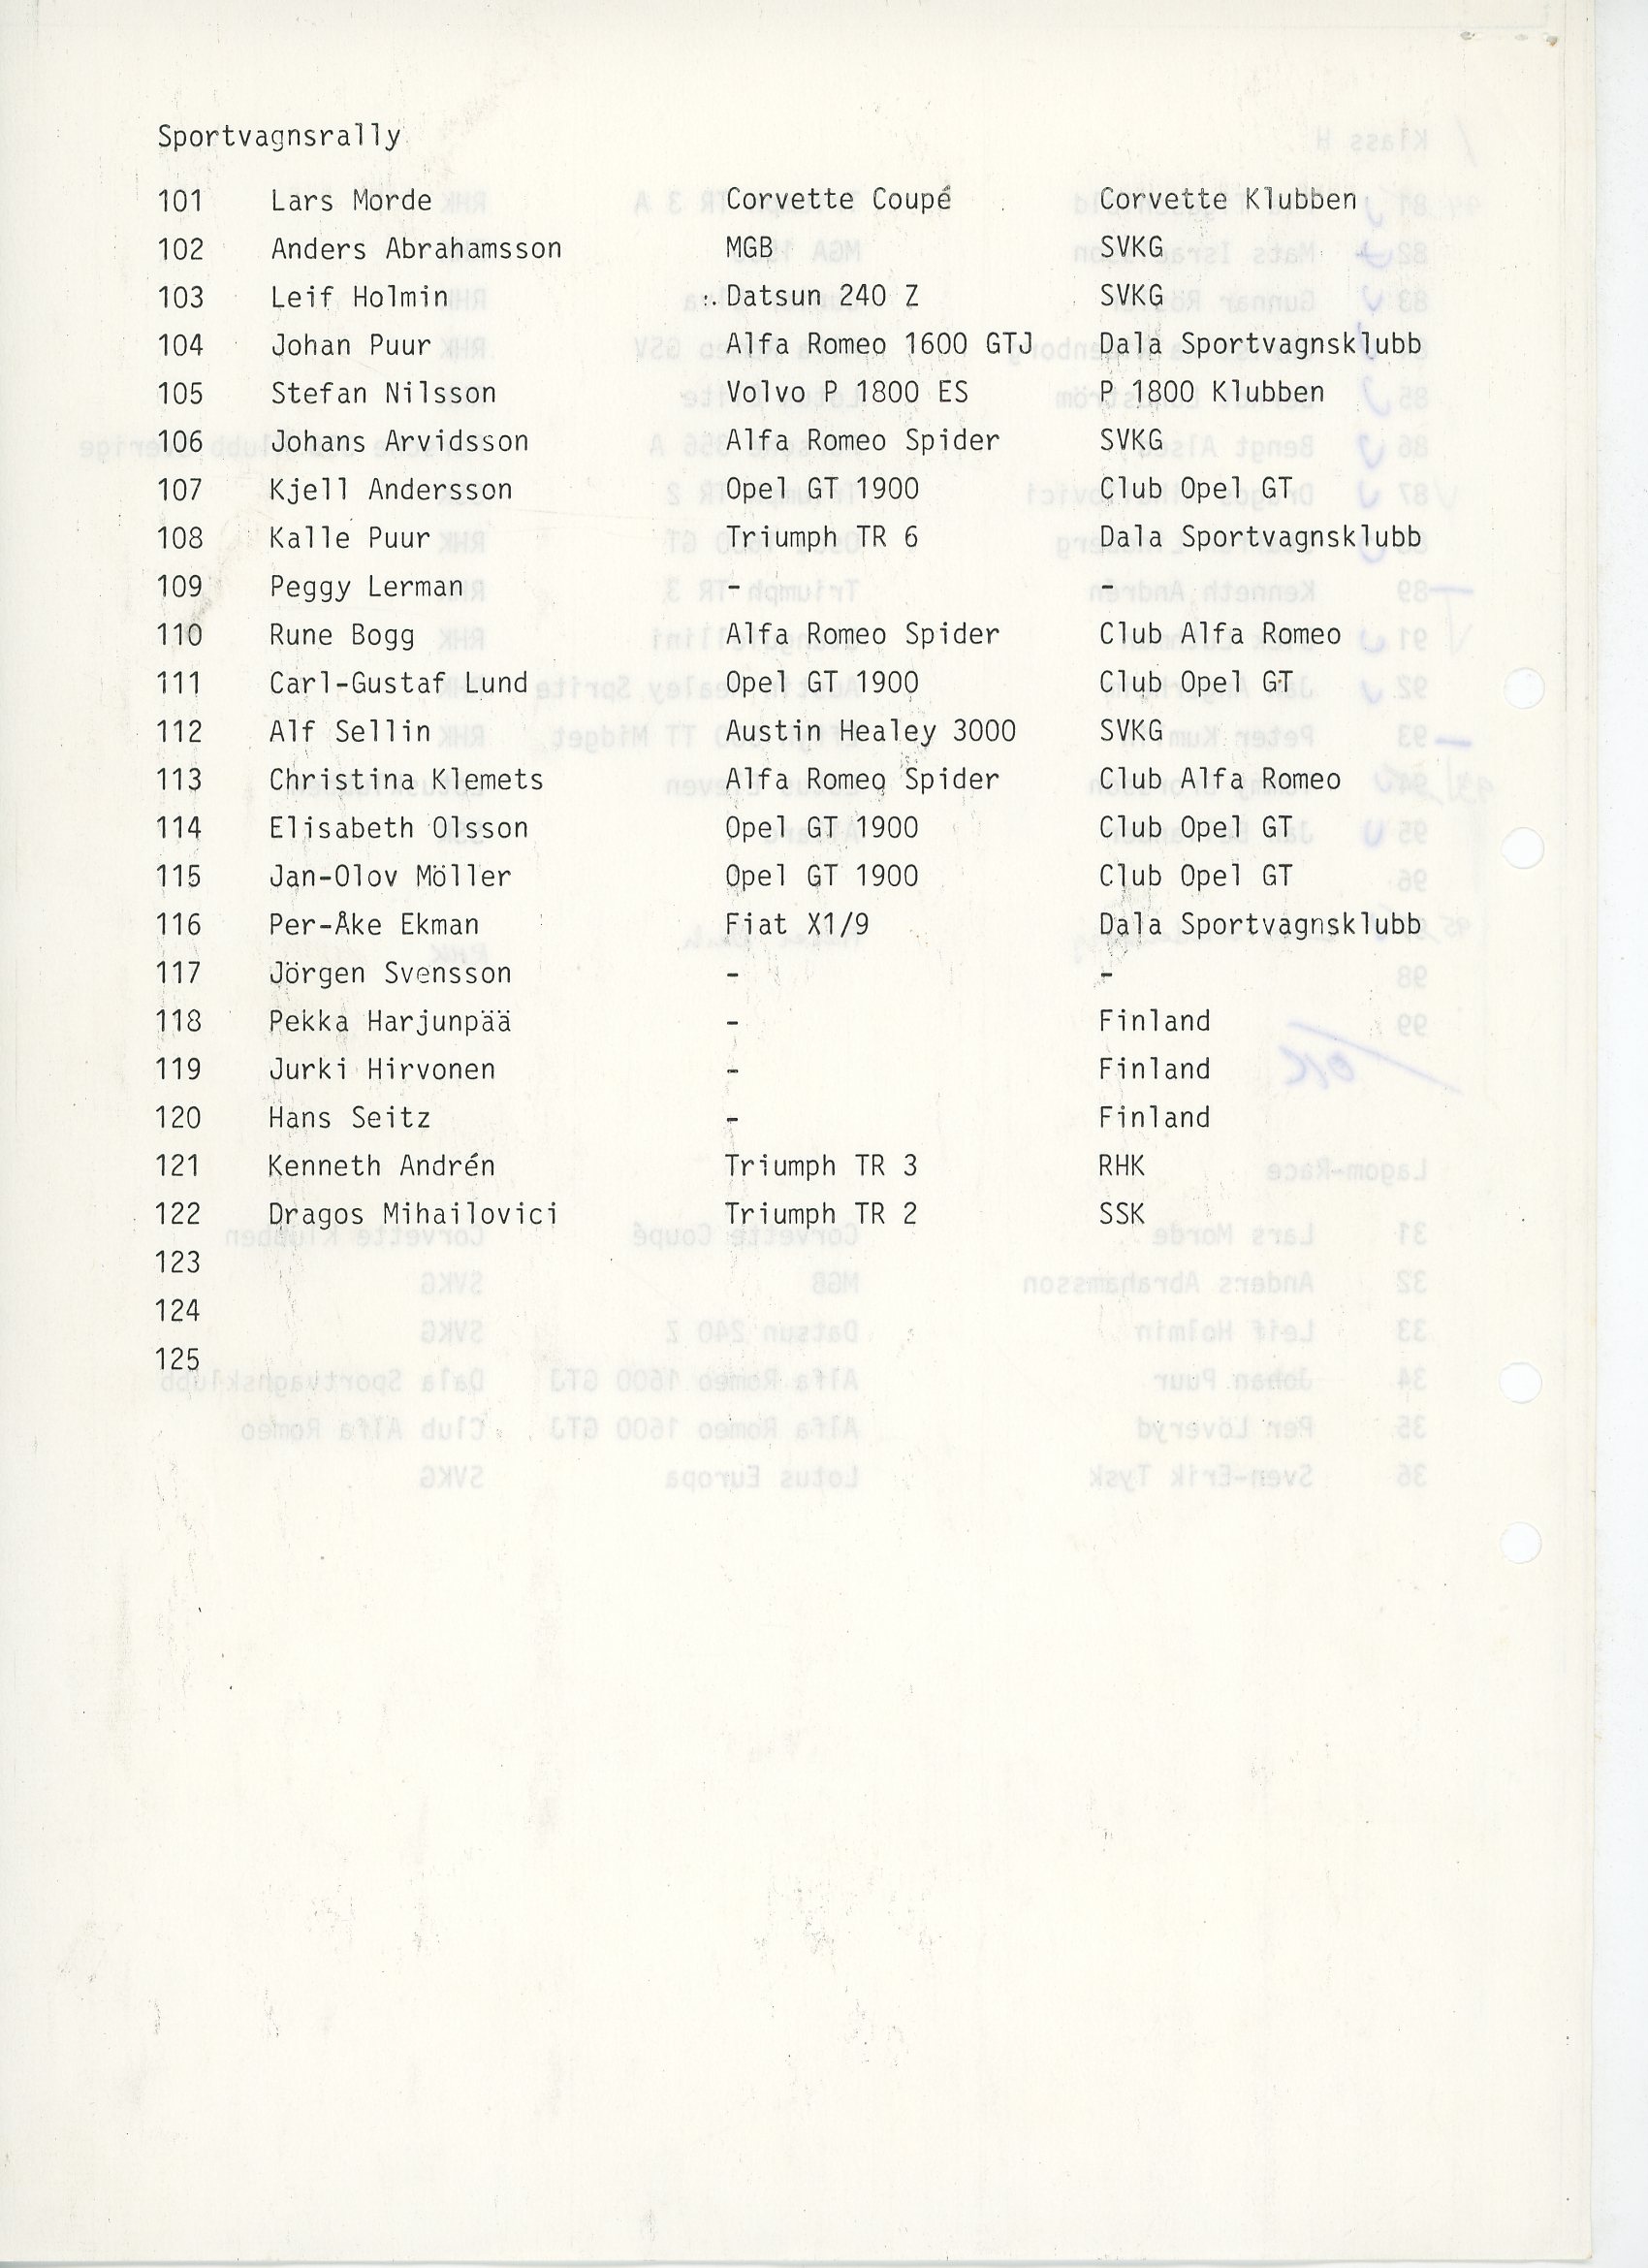 Sportvagnsrally
101 Lars Morde Corvette Coupé Corvette Klubben
102 Anders Abrahamsson MGB SVKG
103 Leif Holmin Datsun 240 Z SVKG
104 Johan Puur Alfa Romeo 1600 GTJ Dala Sportvagnsklubb
105 Stefan Nilsson Volvo P 1800 ES P 1800 Klubben
106 Johans Arvidsson Alfa Romeo Spider SVKG
107 Kjell Andersson Opel GT 1900 Club Opel GT
108 Kalle Puur Triumph TR 6 Dala Sportvagnsklubb
109 Peggy Lerman - -
110 Rune Bogg Alfa Romeo Spider Club Alfa Romeo
111 Carl-Gustaf Lund Opel GT 1900 Club Opel GT
112 Alf Sellin Austin Healey 3000 SVKG
113 Christina Klemets Alfa Romeo Spider Club Alfa Romeo
114 Elisabeth Olsson Opel GT 1900 Club Opel GT
115 Jan-Olov Möller Opel GT 1900 Club Opel GT
116 Per-Åke Ekman Fiat X1/9 Dala Sportvagnsklubb
117 Jörgen Svensson - -
118 Pekka Harjunpää - Finland
119 Jurki Hirvonen - Finland
120 Hans Seitz - Finland
121 Kenneth Andrén Triumph TR 3 RHK
122 Dragos Mihailovici Triumph TR 2 SSK
123
124
125